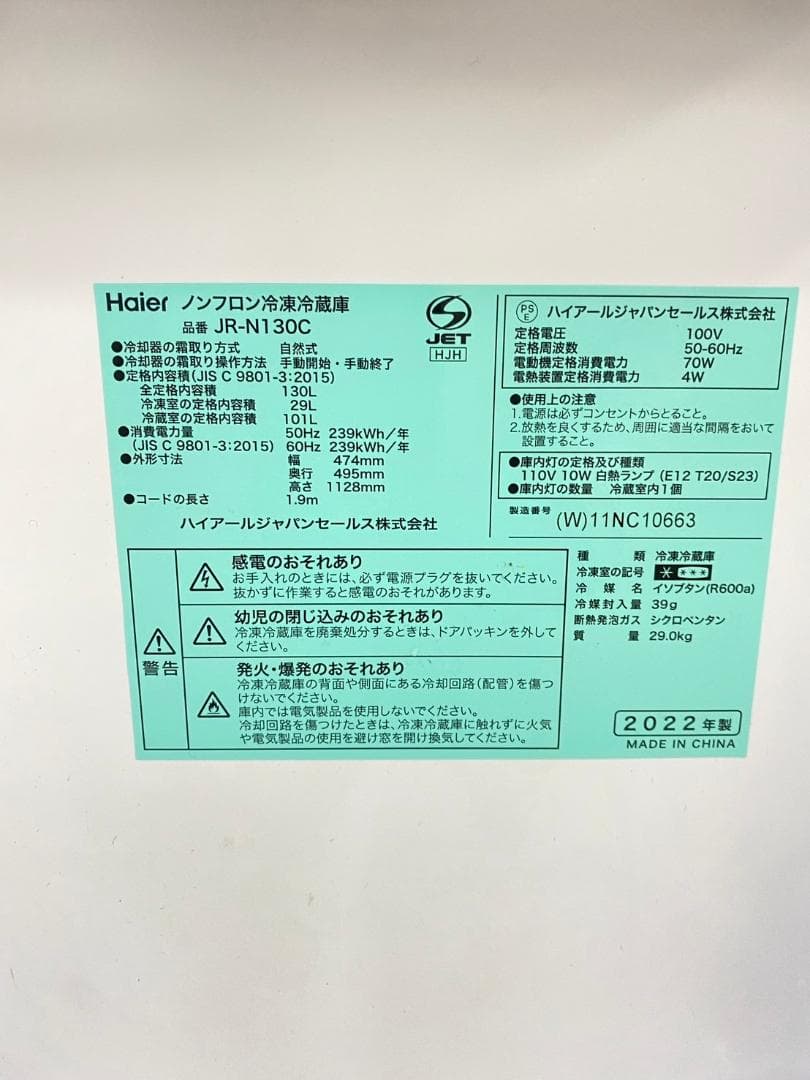 Haier ノンフロン冷凍冷蔵庫
品番 JR-N130C
●冷却器の霜取り方式 自然式
●冷却器の霜取り操作方法 手動開始・手動終了
●定格内容積(JIS C 9801-3:2015)
全定格内容積 130L
冷凍室の定格内容積 29L
冷蔵室の定格内容積 101L
●消費電力量 50Hz 239kWh/年
(JIS C 9801-3:2015) 60Hz 239kWh/年
●外形寸法 幅 474mm
奥行 495mm
高さ 1128mm
●コードの長さ 1.9m
ハイアールジャパンセールス株式会社
JET
HJH
PSE ハイアールジャパンセールス株式会社
定格電圧 100V
定格周波数 50-60Hz
電動機定格消費電力 70W
電熱装置定格消費電力 4W
●使用上の注意
1.電源は必ずコンセントからとること。
2.放熱を良くするため、周囲に適当な間隔をおいて
設置すること。
●庫内灯の定格及び種類
110V 10W 白熱ランプ (E12 T20/S23)
●庫内灯の数量 冷蔵室内1個
製造番号 (W)11NC10663
警告
感電のおそれあり
お手入れのときには、必ず電源プラグを抜いてください。
抜かずに作業すると感電のおそれがあります。
幼児の閉じ込みのおそれあり
冷凍冷蔵庫を廃棄処分するときは、ドアパッキンを外して
ください。
発火・爆発のおそれあり
冷凍冷蔵庫の背面や側面にある冷却回路(配管)を傷つ
けないでください。
庫内では電気製品を使用しないでください。
冷却回路を傷つけたときは、冷凍冷蔵庫に触れずに火気
や電気製品の使用を避け窓を開け換気してください。
種類 冷凍冷蔵庫
冷凍室の記号 * ***
冷媒名 イソブタン(R600a)
冷媒封入量 39g
断熱発泡ガス シクロペンタン
質量 29.0kg
2022年製
MADE IN CHINA